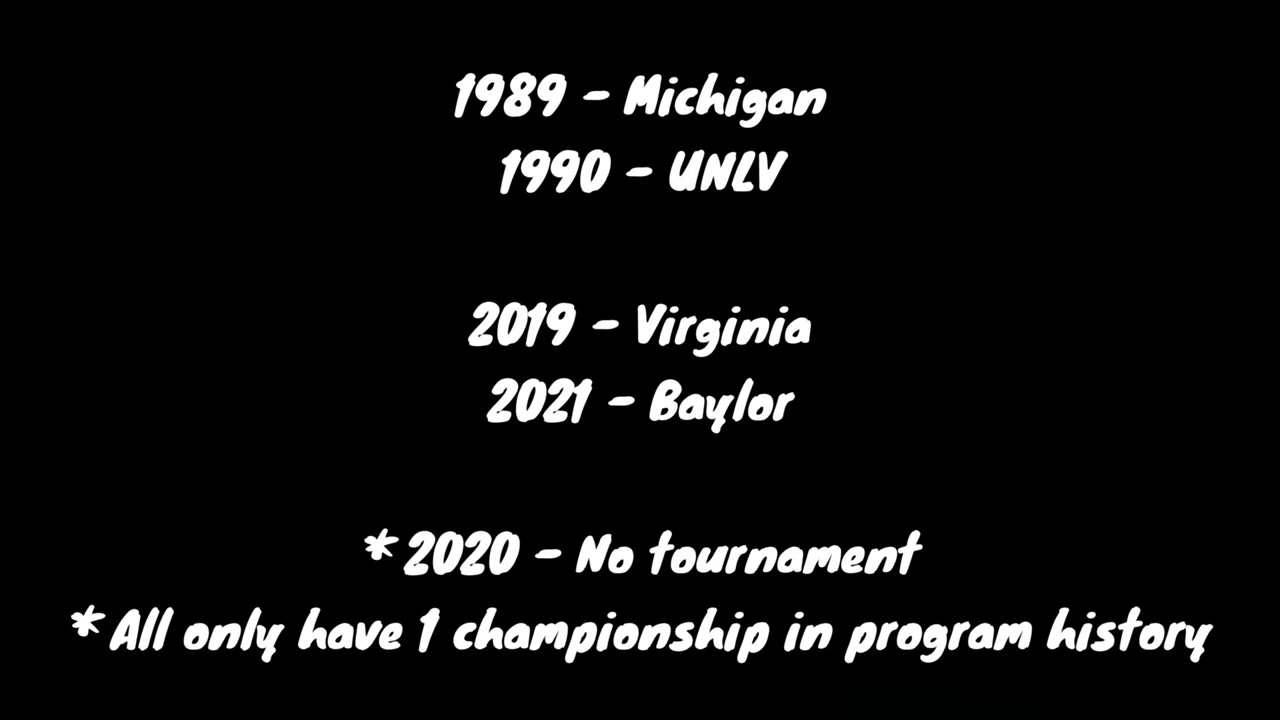 1989 - Michigan
1990 - UNLV
2019 - Virginia
2021 - Baylor
*2020 - No tournament
*All only have 1 championship in program history